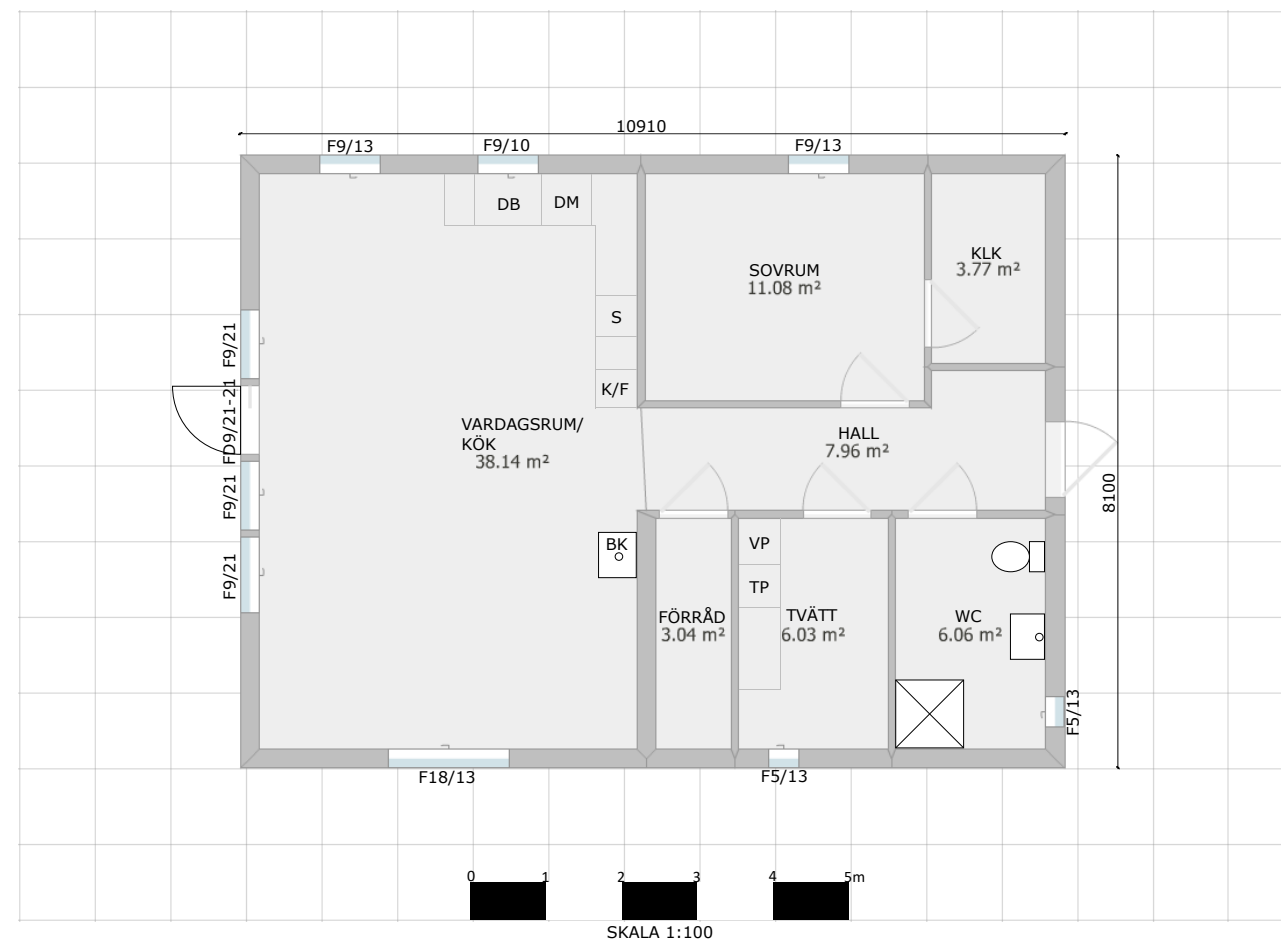 10910
F9/13
F9/10
F9/13
DB
DM
KLK
3.77 m²
SOVRUM
11.08 m²
S
F9/21
K/F
FD9/21-21
VARDAGSRUM/
KÖK
38.14 m²
HALL
7.96 m²
F9/21
8100
BK
VP
F9/21
TP
FÖRRÅD
3.04 m²
TVÄTT
6.03 m²
WC
6.06 m²
F5/13
F18/13
F5/13
0 1 2 3 4 5m
SKALA 1:100